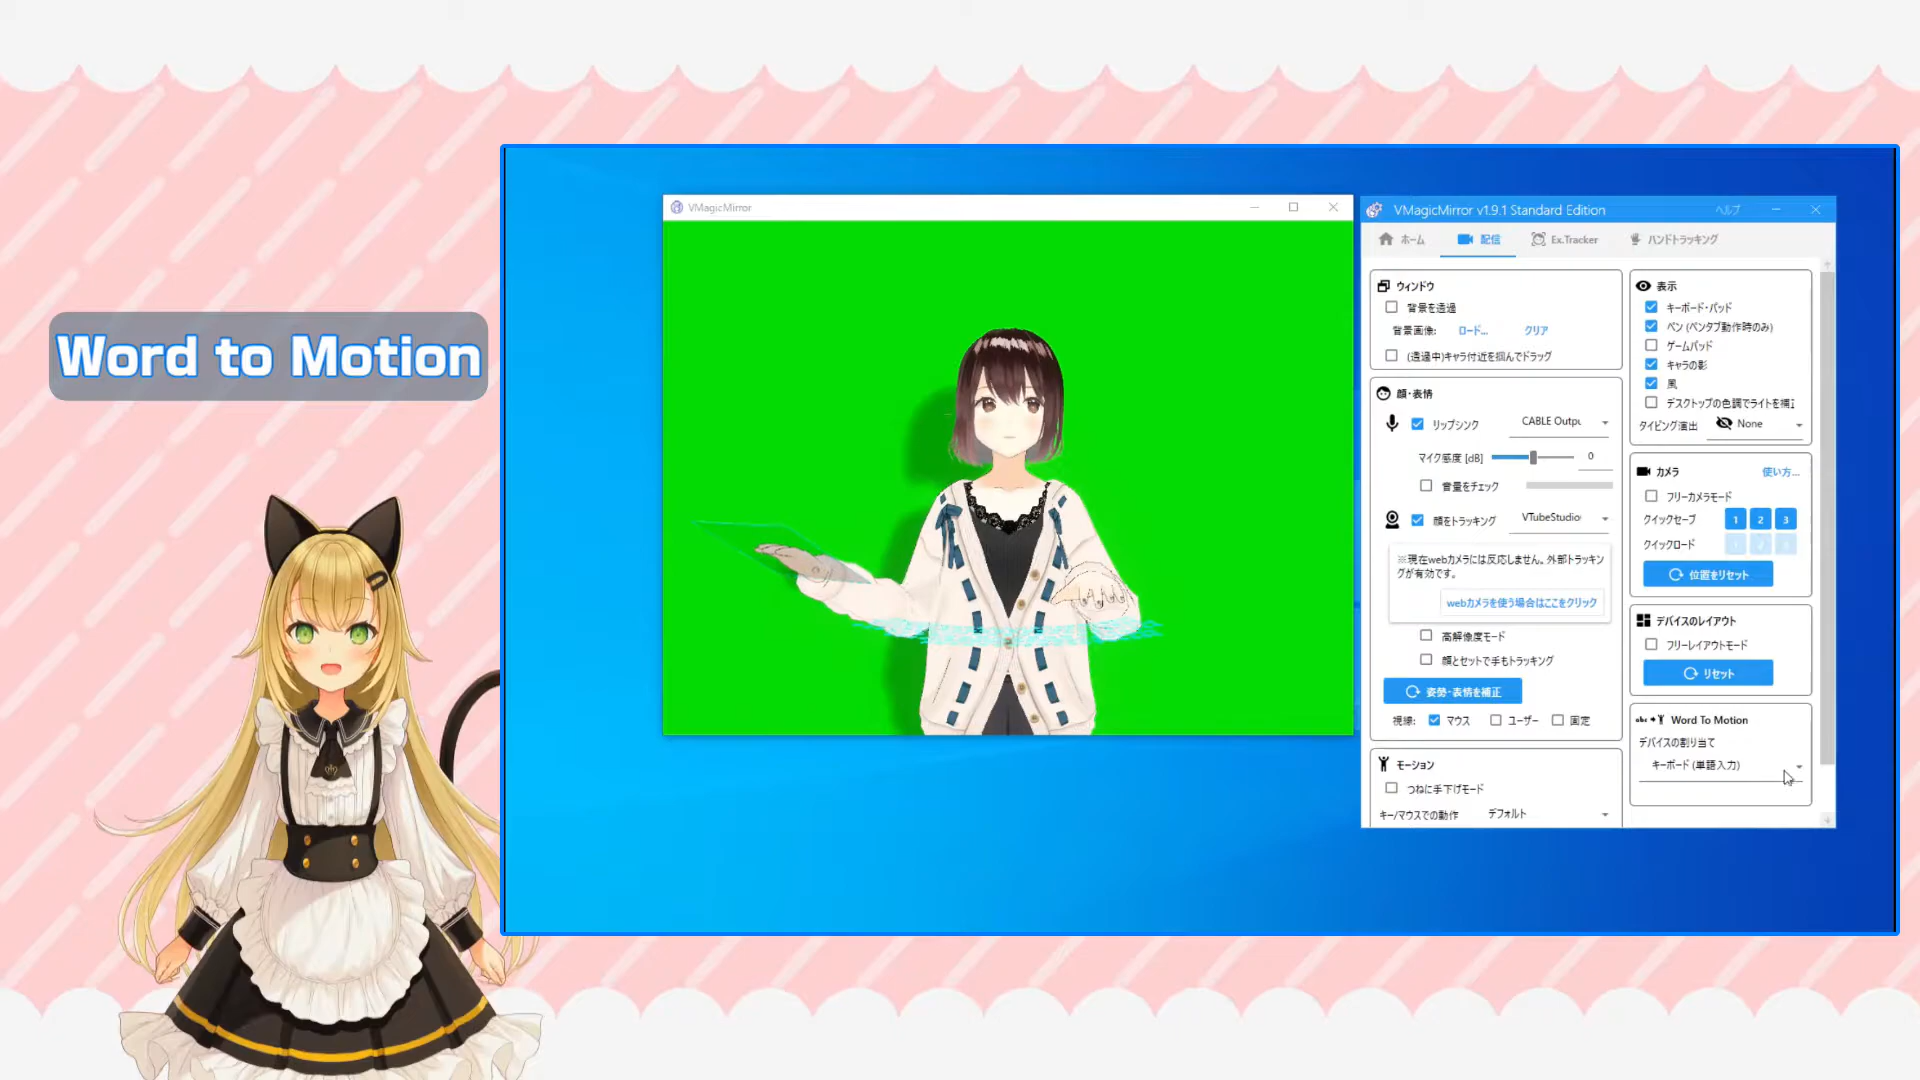 Word to Motion
VMagicMirror
VMagicMirror v1.9.1 Standard Edition
ヘルプ
ホーム
配信
Ex.Tracker
ハンドトラッキング
ウィンドウ
背景を透過
背景画像:
ロード...
クリア
(透過中)キャラ付近を掴んでドラッグ
顔・表情
リップシンク
CABLE Outpu
マイク感度 [dB]
0
音量をチェック
顔をトラッキング
VTubeStudio
※現在webカメラには反応しません。外部トラッキン
グが有効です。
webカメラを使う場合はここをクリック
高解像度モード
顔とセットで手もトラッキング
姿勢・表情を補正
視線:
マウス
ユーザー
固定
モーション
つねに手下げモード
キー/マウスでの動作
デフォルト
表示
キーボード・パッド
ペン (ペンタブ動作時のみ)
ゲームパッド
キャラの影
風
デスクトップの色調でライトを補正
タイピング演出
None
カメラ
使い方...
フリーカメラモード
クイックセーブ
1 2 3
クイックロード
1 2 3
位置をリセット
デバイスのレイアウト
フリーレイアウトモード
リセット
abc
Word To Motion
デバイスの割り当て
キーボード (単語入力)